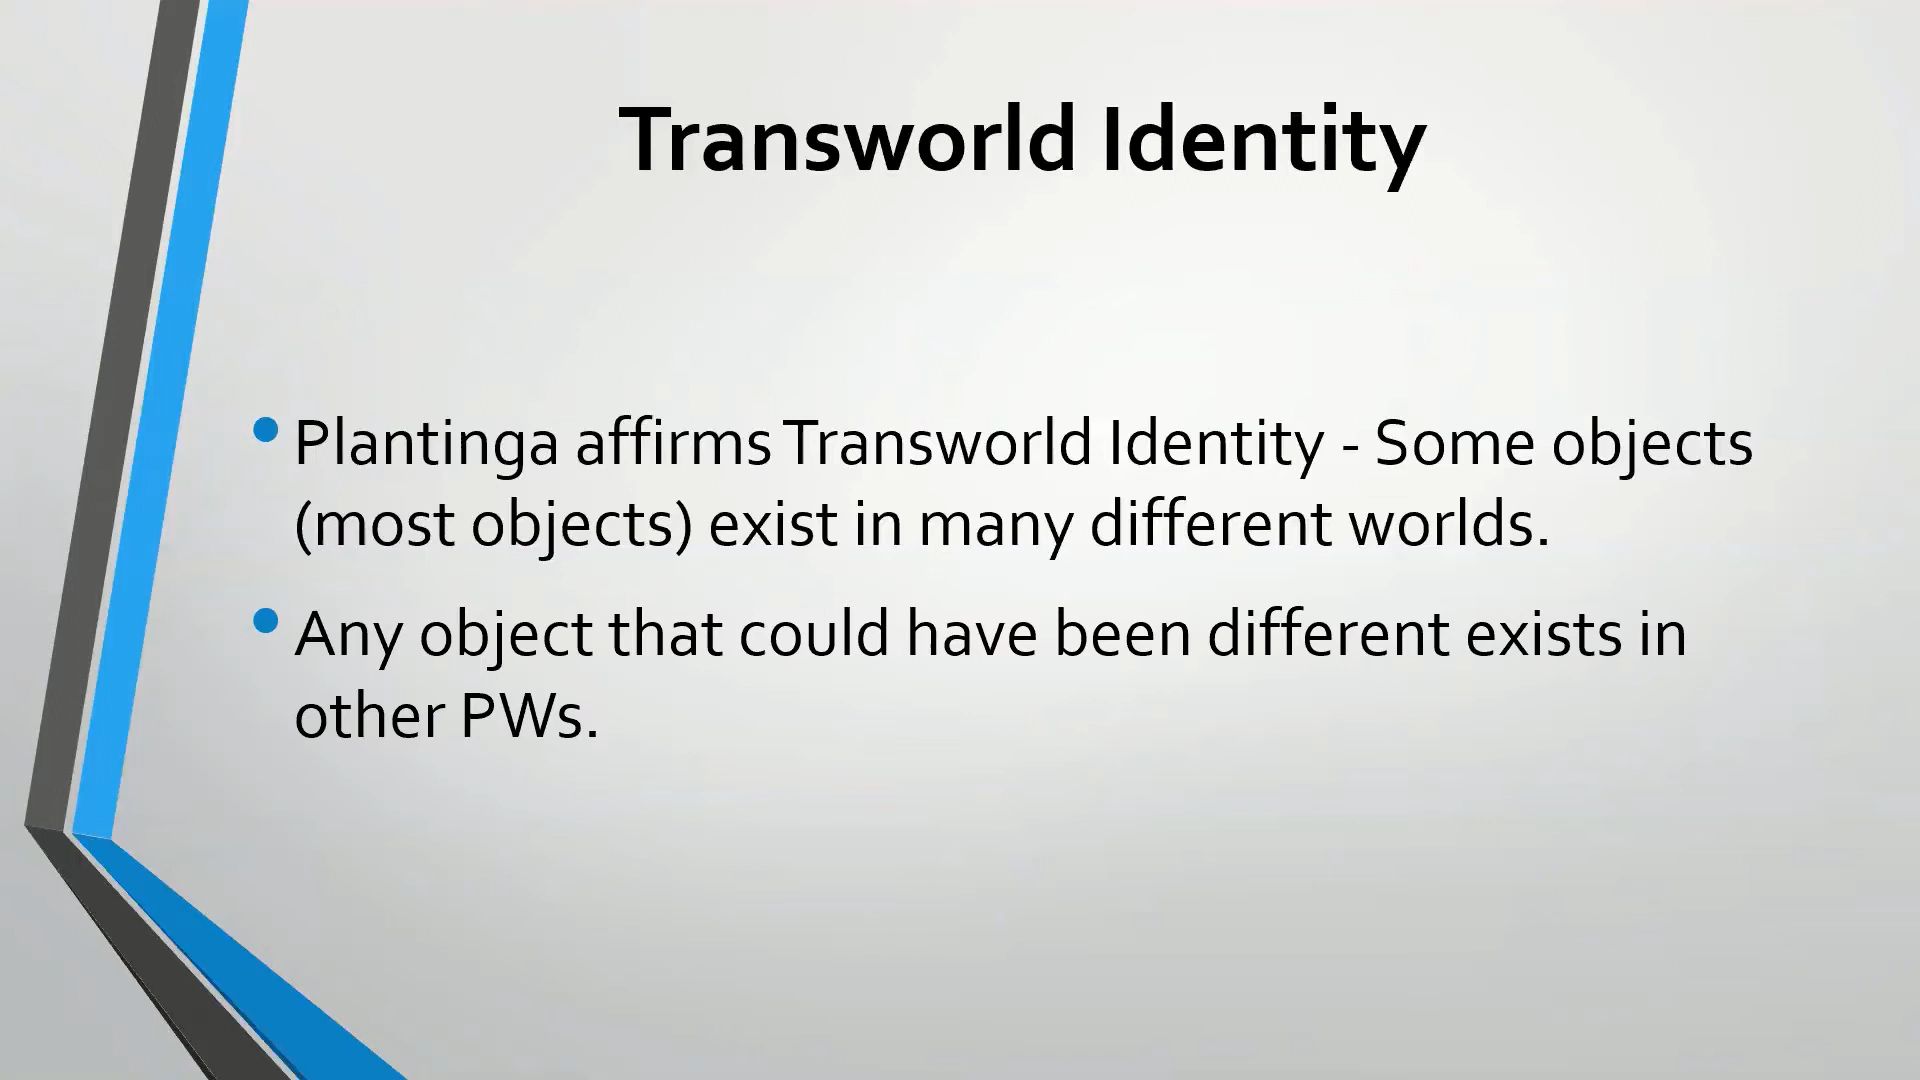 Transworld Identity
• Plantinga affirms Transworld Identity - Some objects
(most objects) exist in many different worlds.
• Any object that could have been different exists in
other PWs.